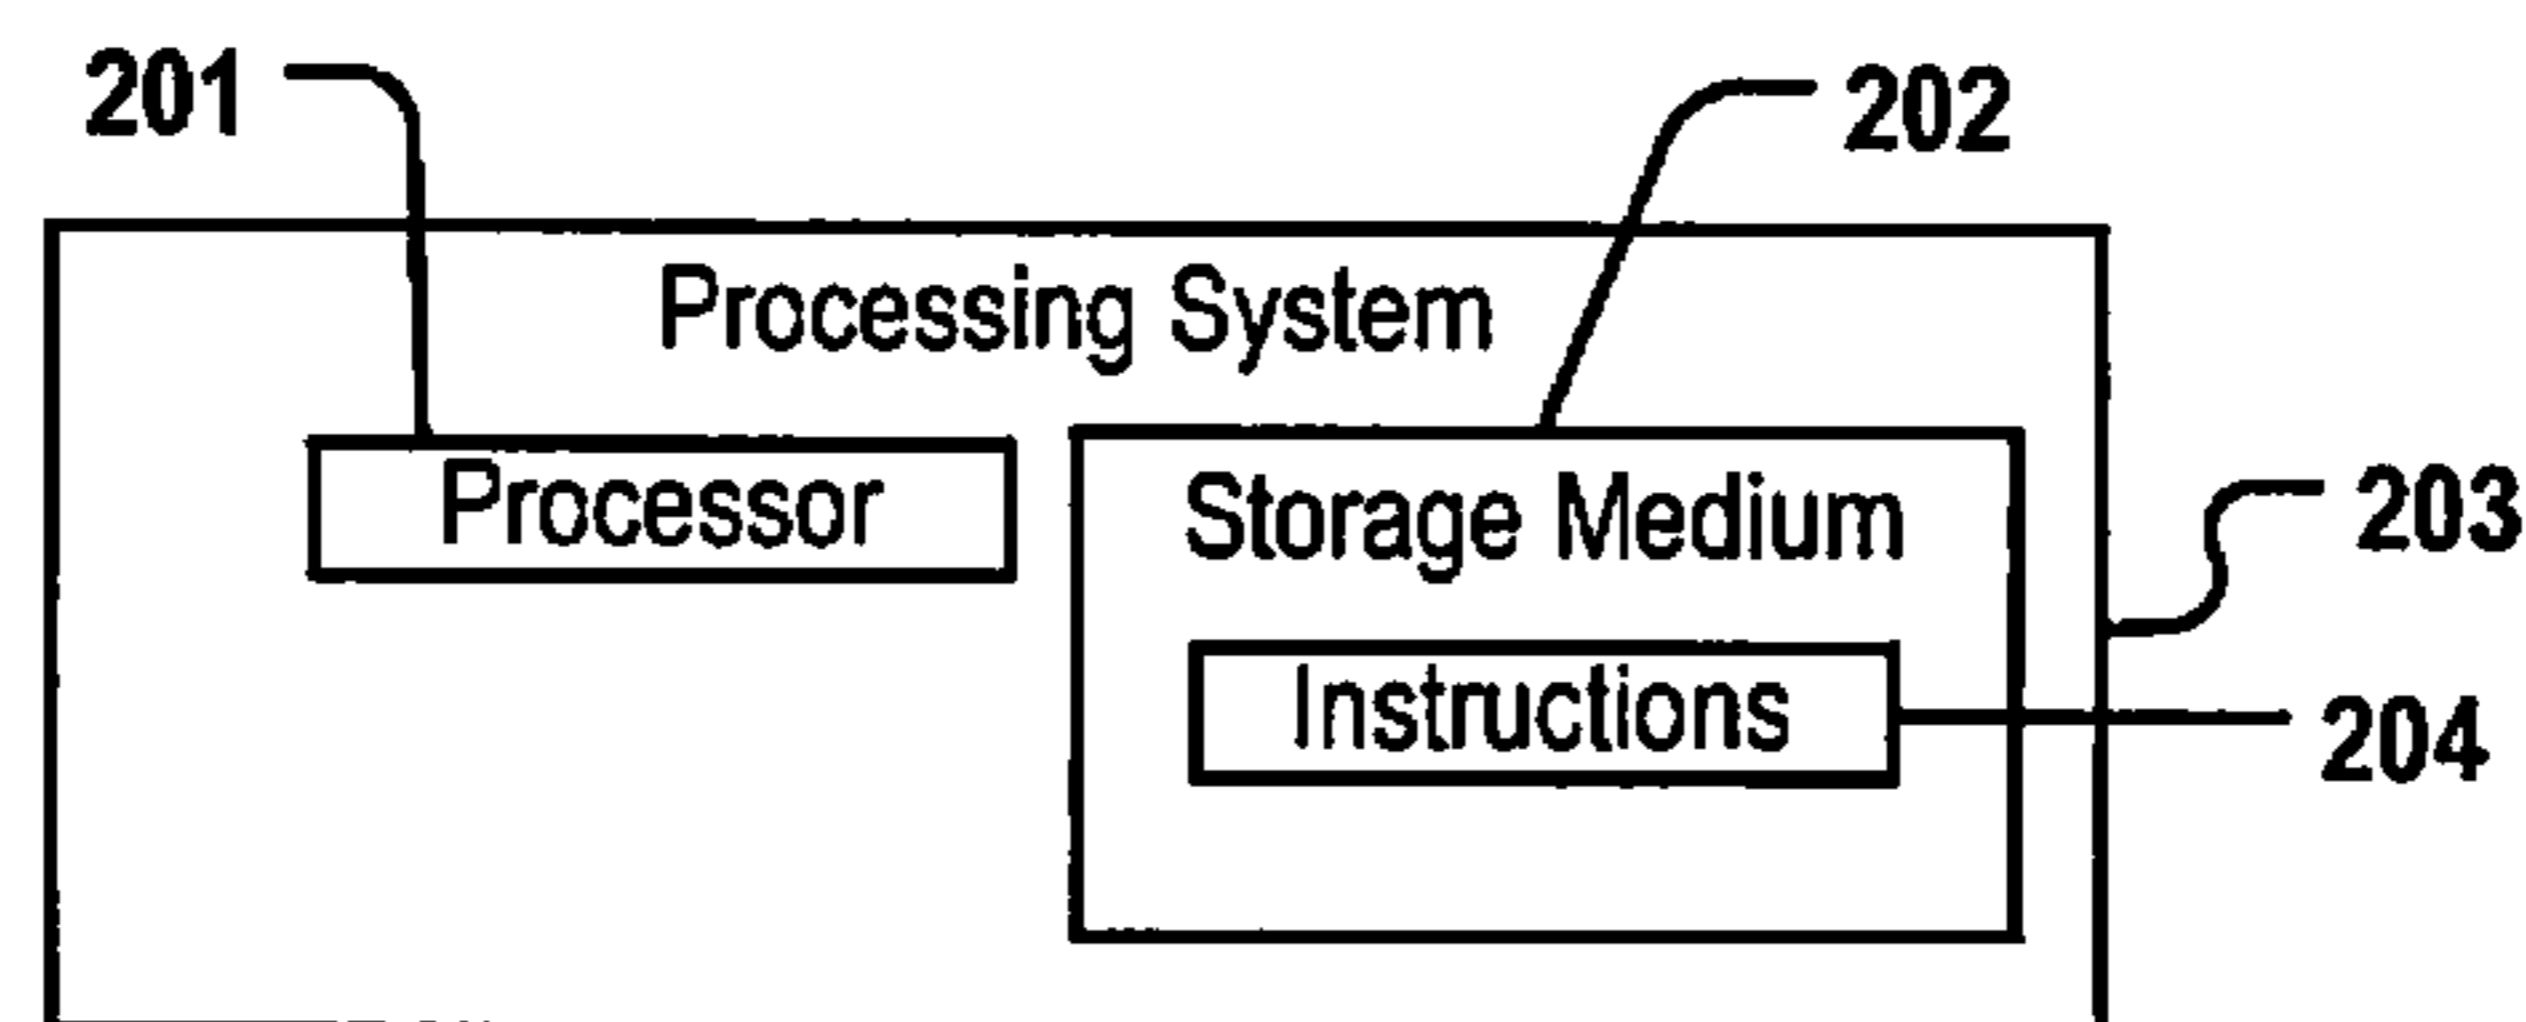 201
202
Processing System
Processor
Storage Medium
203
Instructions
204